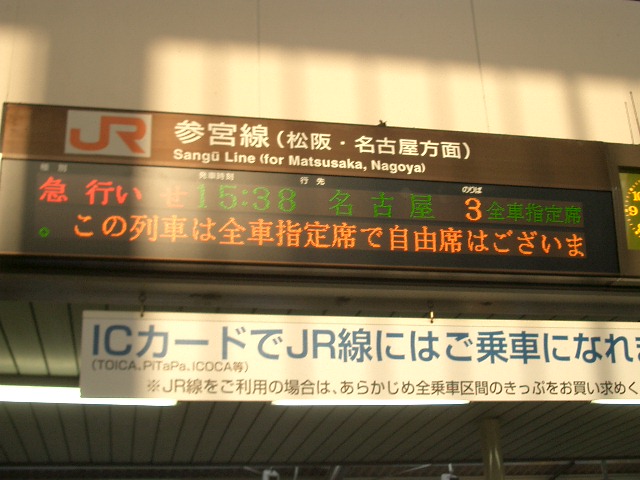 JR 参宮線(松阪・名古屋方面)
Sangū Line (for Matsusaka, Nagoya)
種別 発車時刻 行先 のりば
急 行いせ 15:38 名古屋 3 全車指定席
この列車は全車指定席で自由席はございま
ICカードでJR線にはご乗車になれ
(TOICA、PiTaPa、ICOCA等)
※JR線をご利用の場合は、あらかじめ全乗車区間のきっぷをお買い求めく